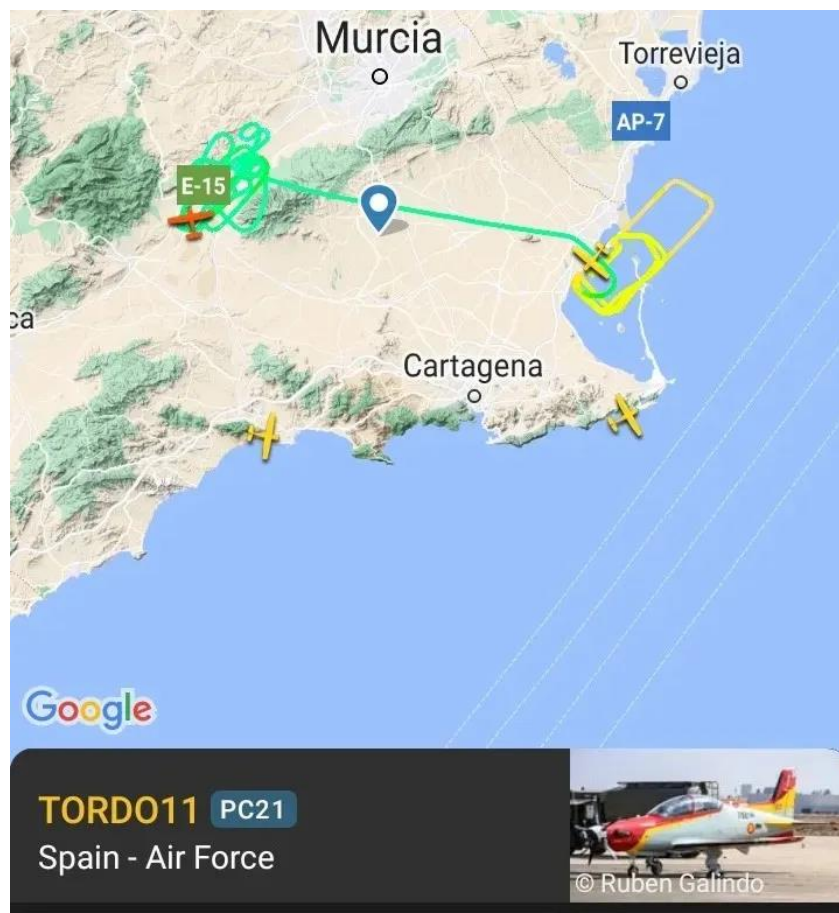 Murcia
Torrevieja
AP-7
E-15
ca
Cartagena
Google
TORDO11 PC21
Spain - Air Force
© Ruben Galindo